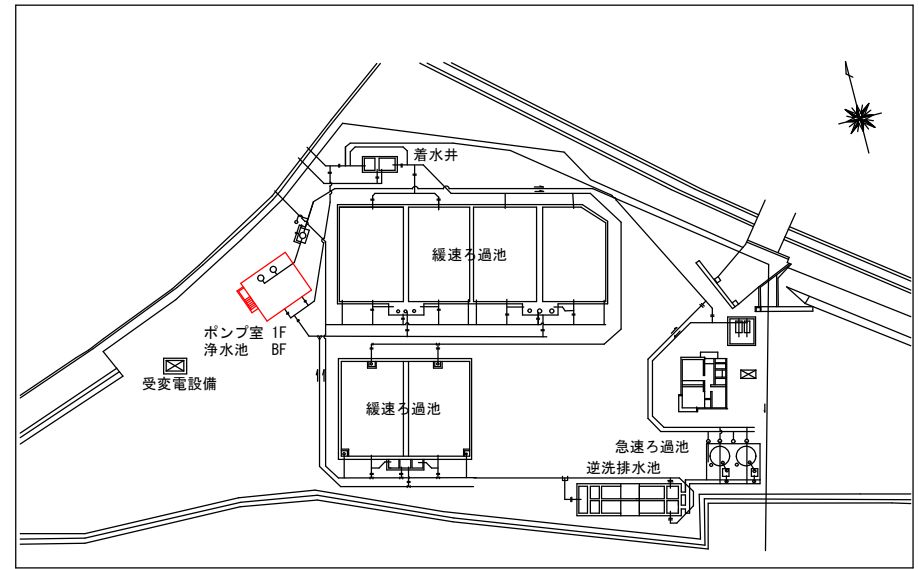 着水井
緩速ろ過池
ポンプ室 1F
浄水池 BF
受変電設備
緩速ろ過池
急速ろ過池
逆洗排水池